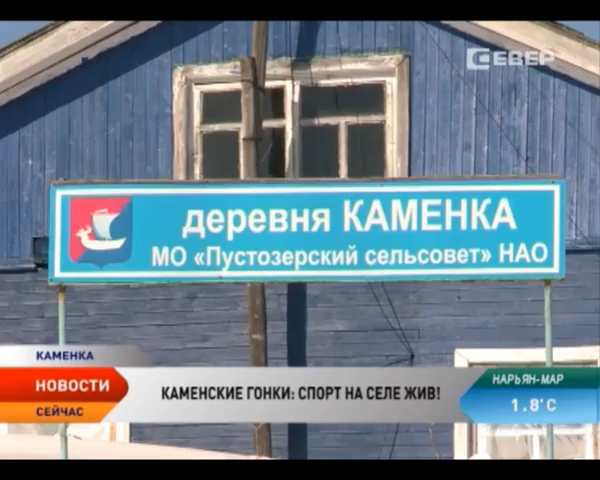 СЕВЕР
деревня КАМЕНКА
МО «Пустозерский сельсовет» НАО
КАМЕНКА
НОВОСТИ
СЕЙЧАС
КАМЕНСКИЕ ГОНКИ: СПОРТ НА СЕЛЕ ЖИВ!
НАРЬЯН-МАР
1.8°C